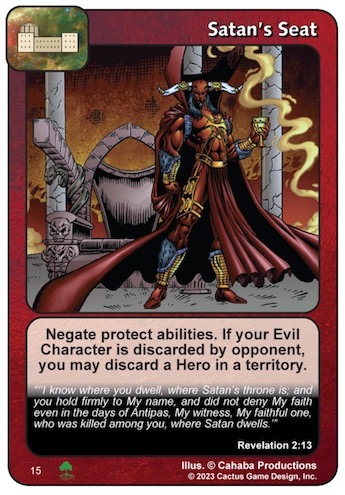 Satan's Seat
Negate protect abilities. If your Evil
Character is discarded by opponent,
you may discard a Hero in a territory.
"'I know where you dwell, where Satan's throne is; and
you hold firmly to My name, and did not deny My faith
even in the days of Antipas, My witness, My faithful one,
who was killed among you, where Satan dwells.'"
Revelation 2:13
15
Illus. © Cahaba Productions
© 2023 Cactus Game Design, Inc.